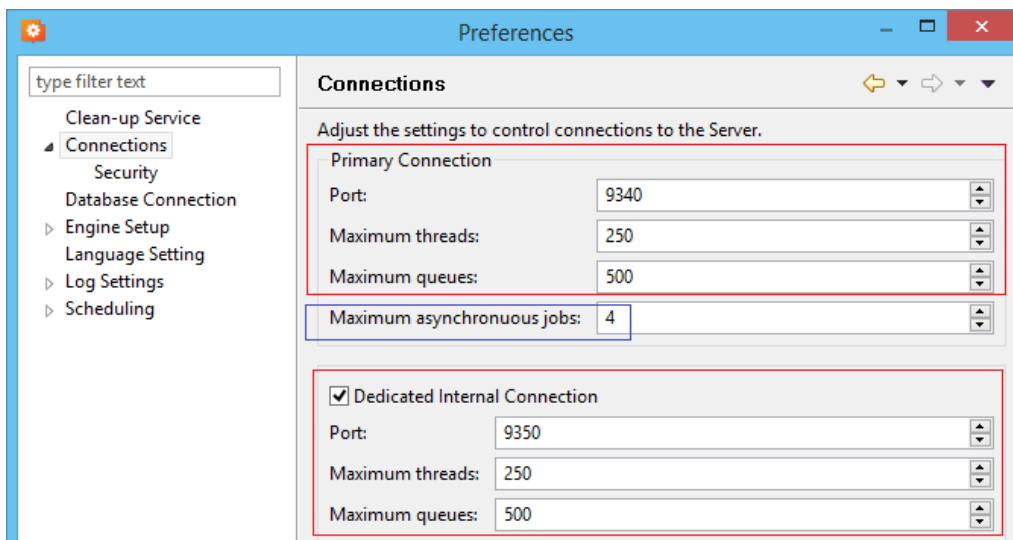 Preferences
type filter text
Clean-up Service
Connections
Security
Database Connection
Engine Setup
Language Setting
Log Settings
Scheduling
Connections
Adjust the settings to control connections to the Server.
Primary Connection
Port: 9340
Maximum threads: 250
Maximum queues: 500
Maximum asynchronuous jobs: 4
Dedicated Internal Connection
Port: 9350
Maximum threads: 250
Maximum queues: 500